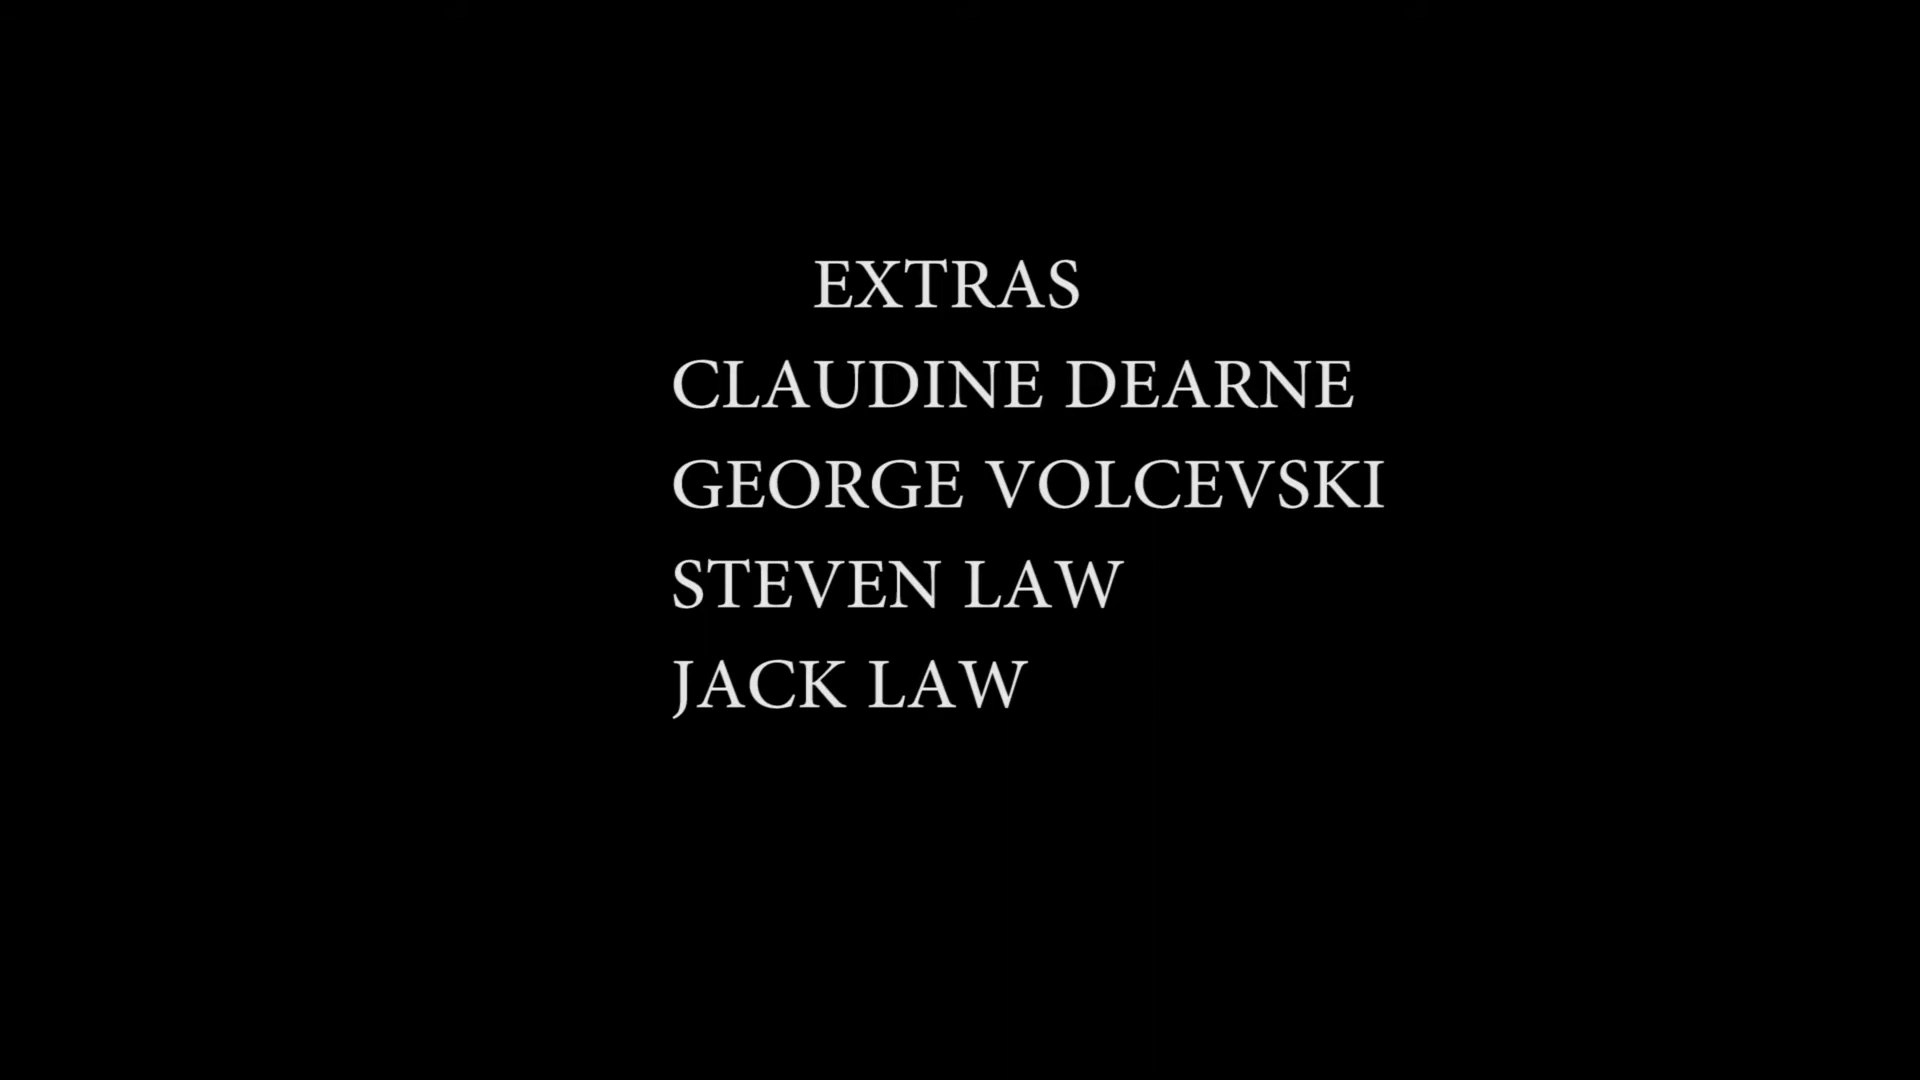 EXTRAS
CLAUDINE DEARNE
GEORGE VOLCEVSKI
STEVEN LAW
JACK LAW